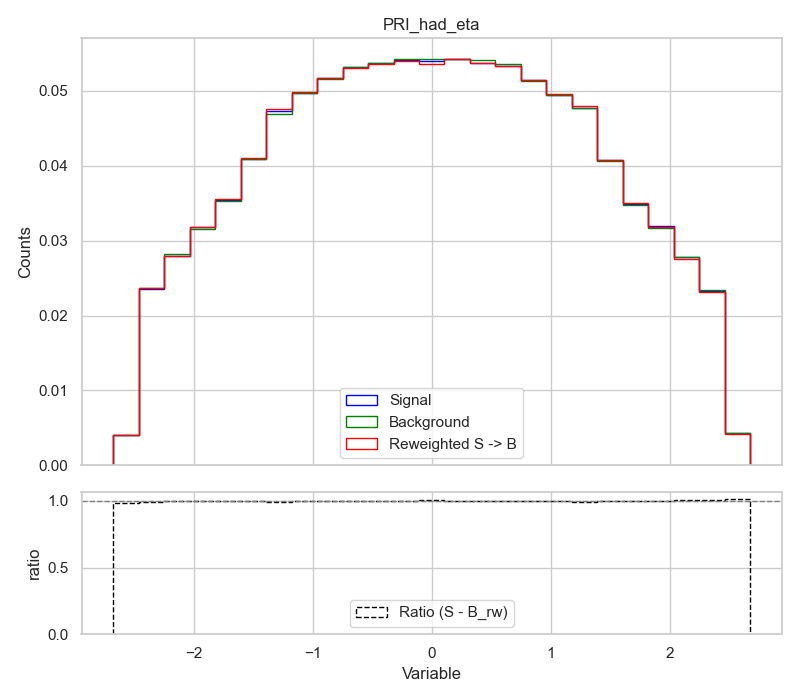 PRI_had_eta
0.05
0.04
0.03
0.02
0.01
0.00
Counts
Signal
Background
Reweighted S -> B
1.0
0.5
0.0
ratio
Ratio (S - B_rw)
−2
−1
0
1
2
Variable